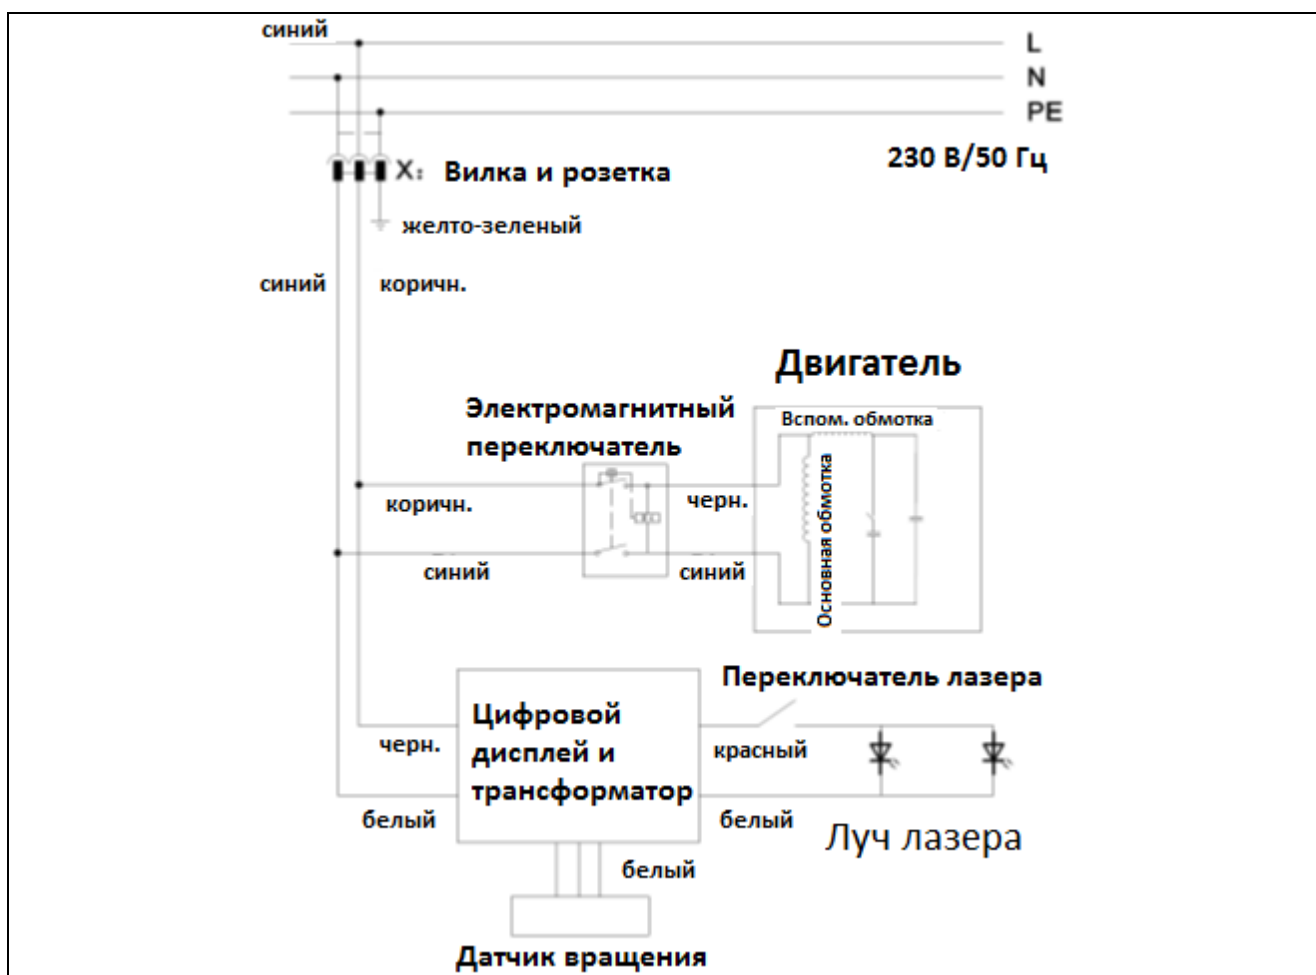 синий
L
N
PE
230 В/50 Гц
X: Вилка и розетка
желто-зеленый
синий
коричн.
Двигатель
Электромагнитный
переключатель
Вспом. обмотка
Основная обмотка
коричн.
черн.
синий
синий
Переключатель лазера
Цифровой
дисплей и
трансформатор
черн.
красный
белый
белый
Луч лазера
белый
Датчик вращения